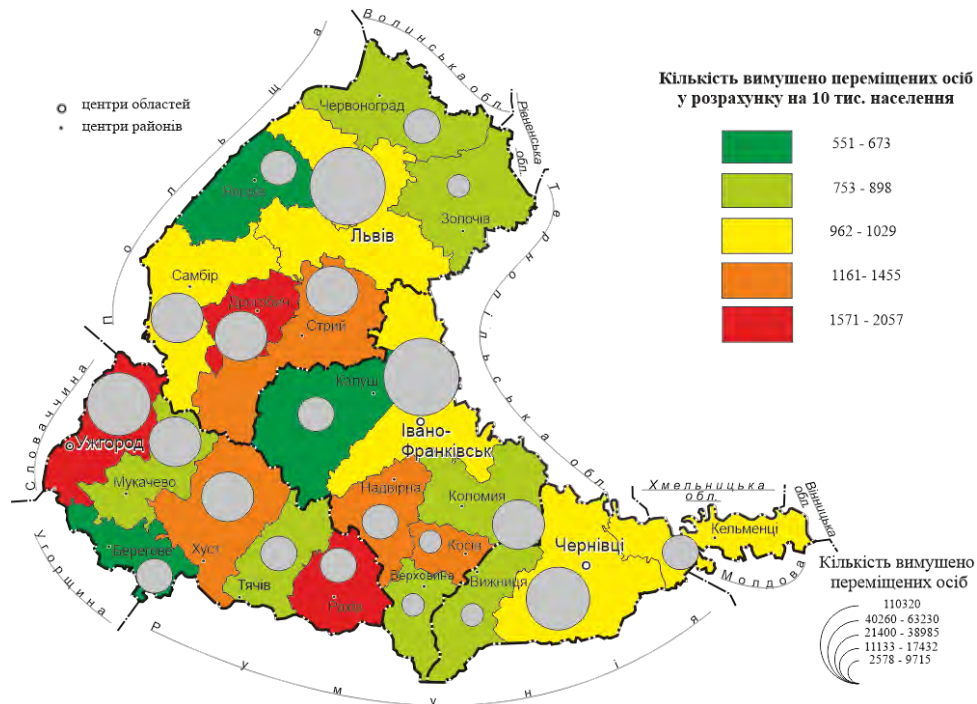 Волинська обл.
Рівненська
обл.
Польща
центри областей
центри районів
Червоноград
Золочів
Львів
Самбір
Дрогобич
Стрий
Тернопільська обл.
Калуш
Словаччина
Ужгород
Івано-
Франківськ
Мукачево
Надвірна
Коломия
Хмельницька
обл.
Вінницька
обл.
Кельменці
Чернівці
Берегове
Хуст
Косів
Угорщина
Тячів
Рахів
Верховина
Вижниця
Молдова
Румунія
Кількість вимушено переміщених осіб
у розрахунку на 10 тис. населення
551 - 673
753 - 898
962 - 1029
1161- 1455
1571 - 2057
Кількість вимушено
переміщених осіб
110320
40260 - 63230
21400 - 38985
11133 - 17432
2578 - 9715